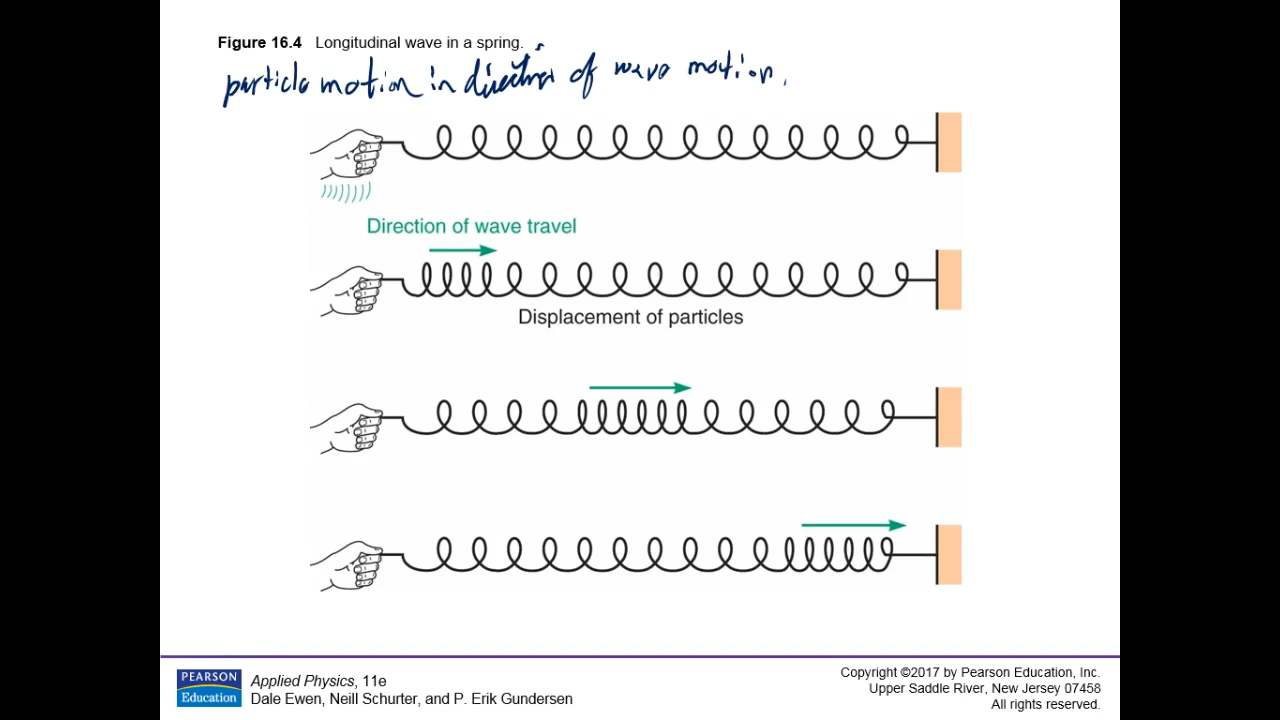 Figure 16.4 Longitudinal wave in a spring.
particle motion in direction of wave motion.
Direction of wave travel
Displacement of particles
PEARSON
Education
Applied Physics, 11e
Dale Ewen, Neill Schurter, and P. Erik Gundersen
Copyright ©2017 by Pearson Education, Inc.
Upper Saddle River, New Jersey 07458
All rights reserved.